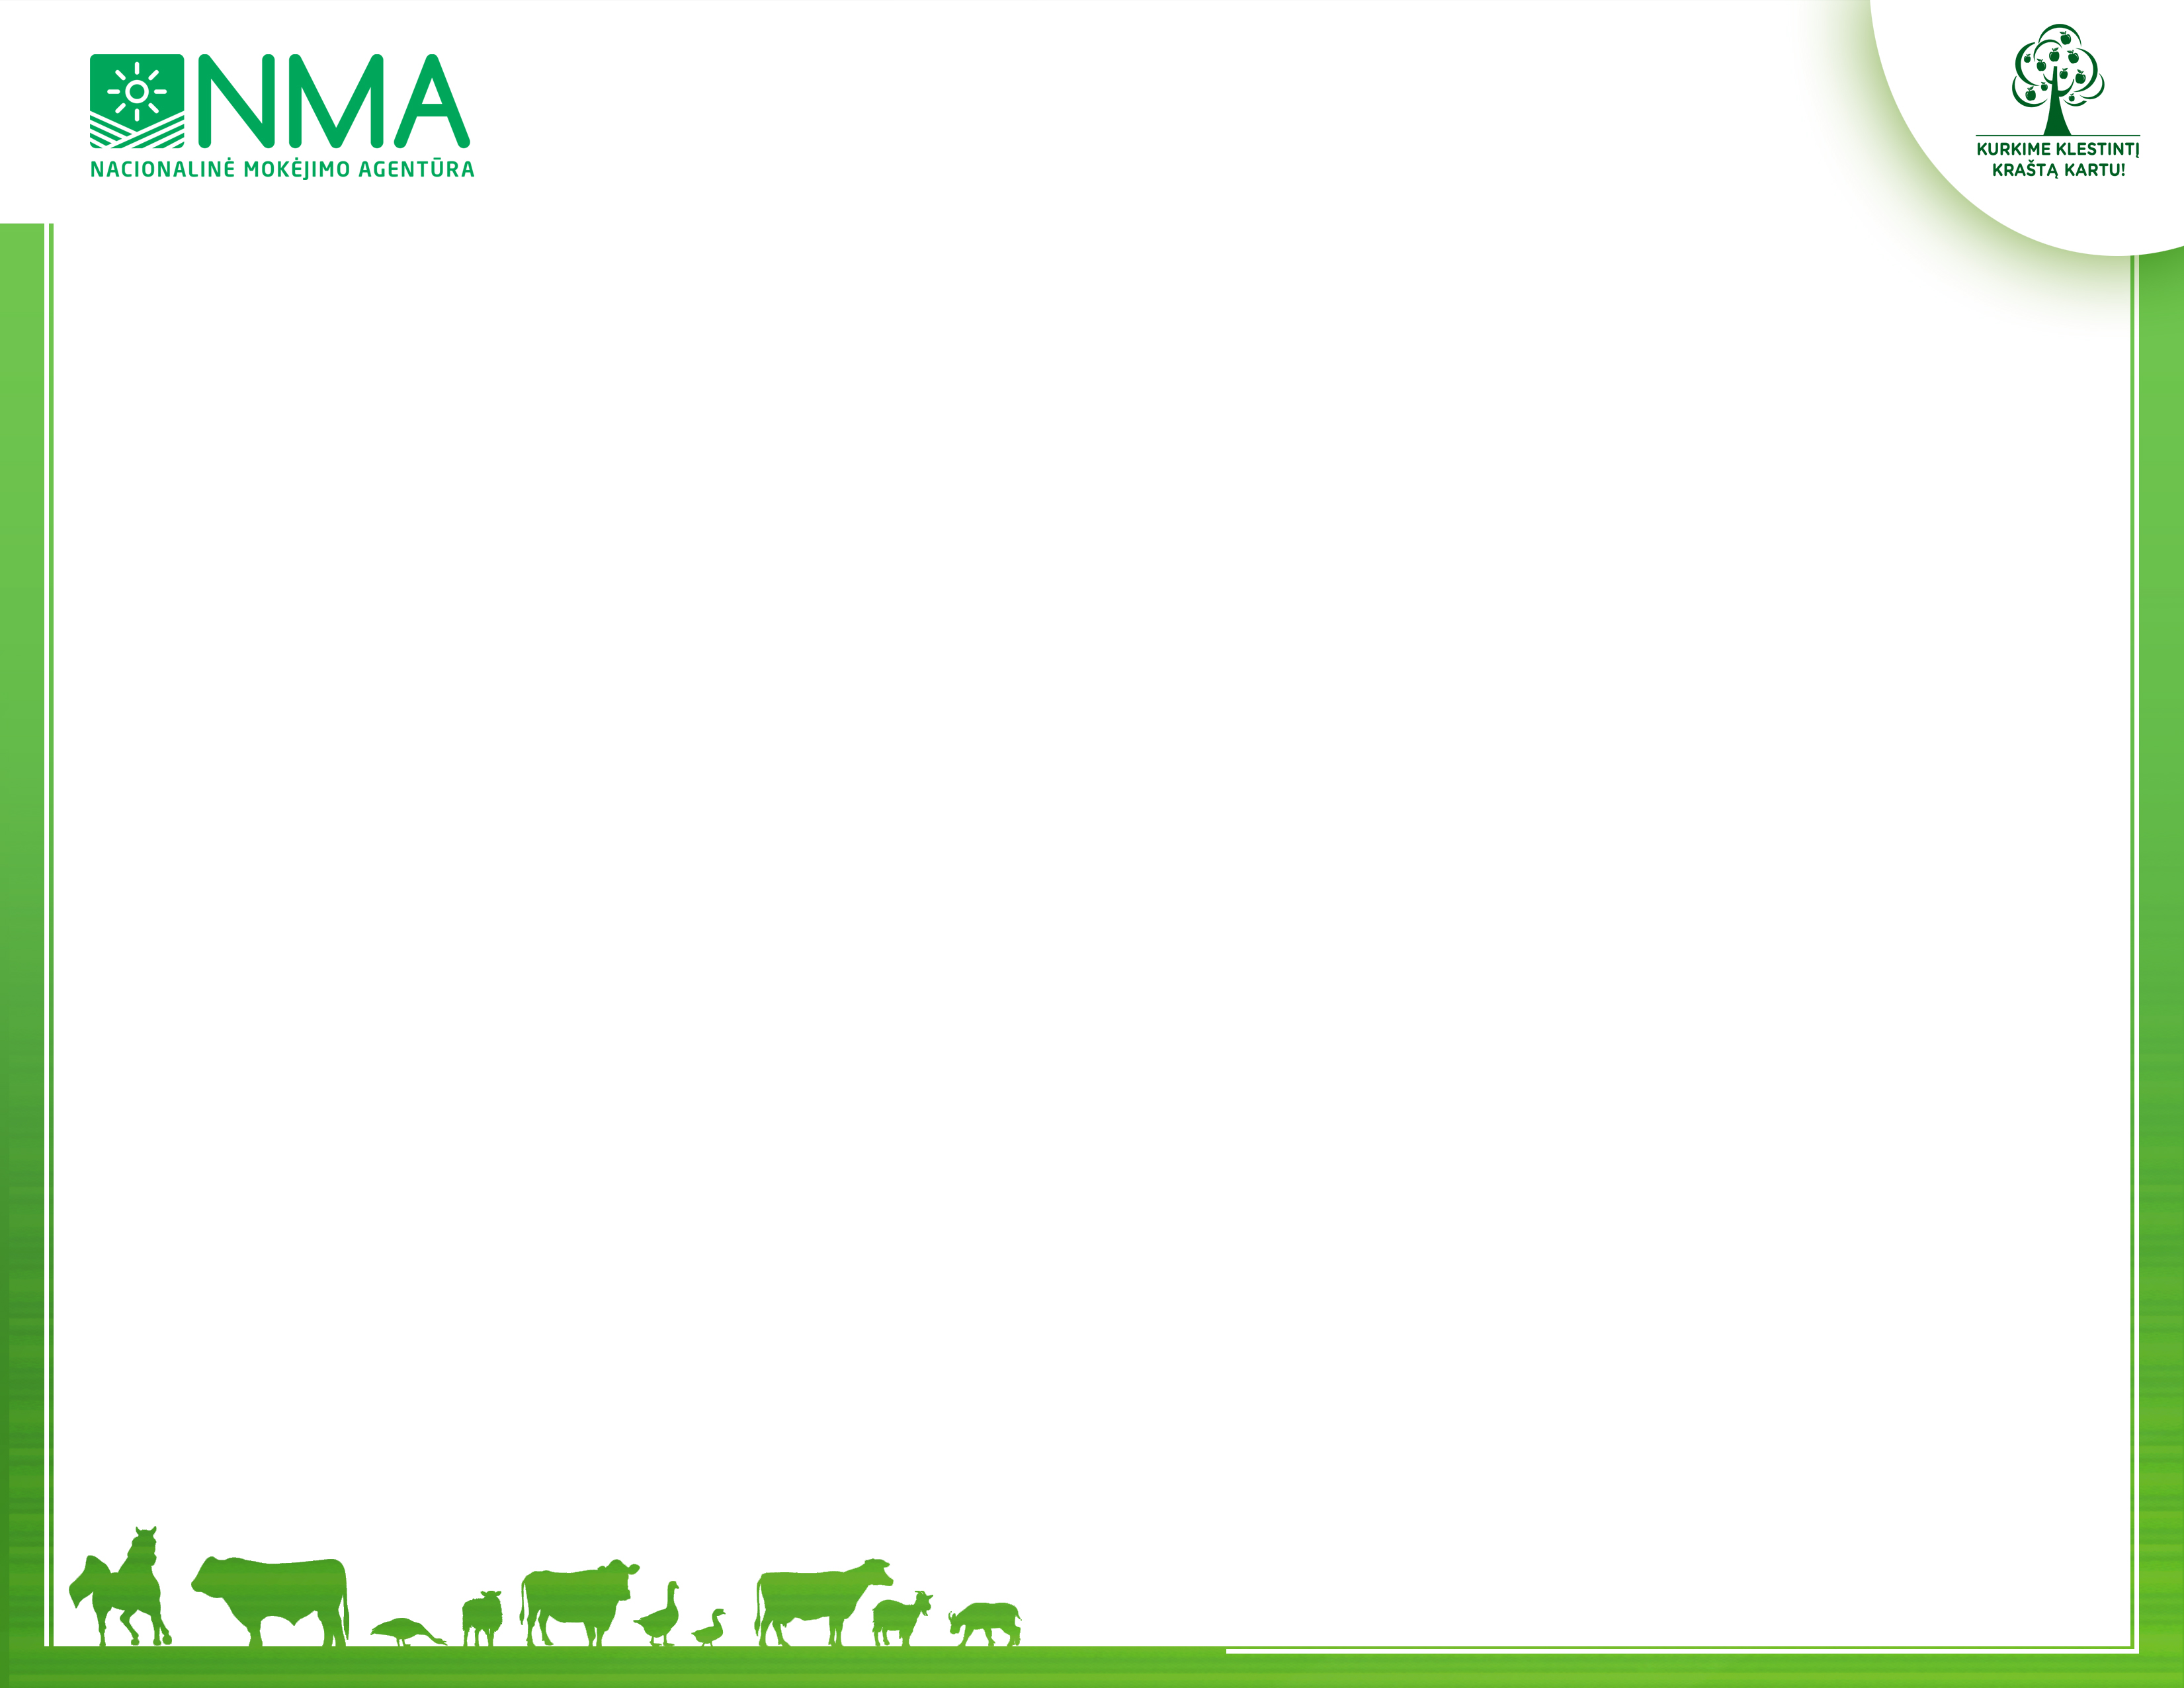 NMA
NACIONALINĖ MOKĖJIMO AGENTŪRA
KURKIME KLESTINTĮ
KRAŠTĄ KARTU!